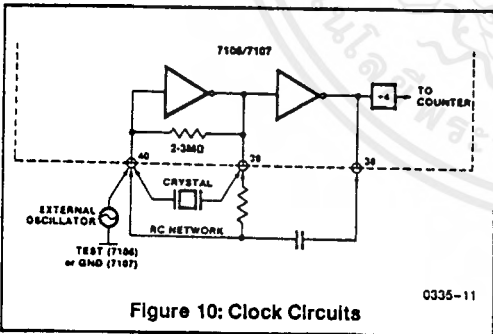 7106/7107
÷4
TO
COUNTER
2-3MΩ
40
39
38
CRYSTAL
EXTERNAL
OSCILLATOR
RC NETWORK
TEST (7106)
or GND (7107)
0335-11
Figure 10: Clock Circuits